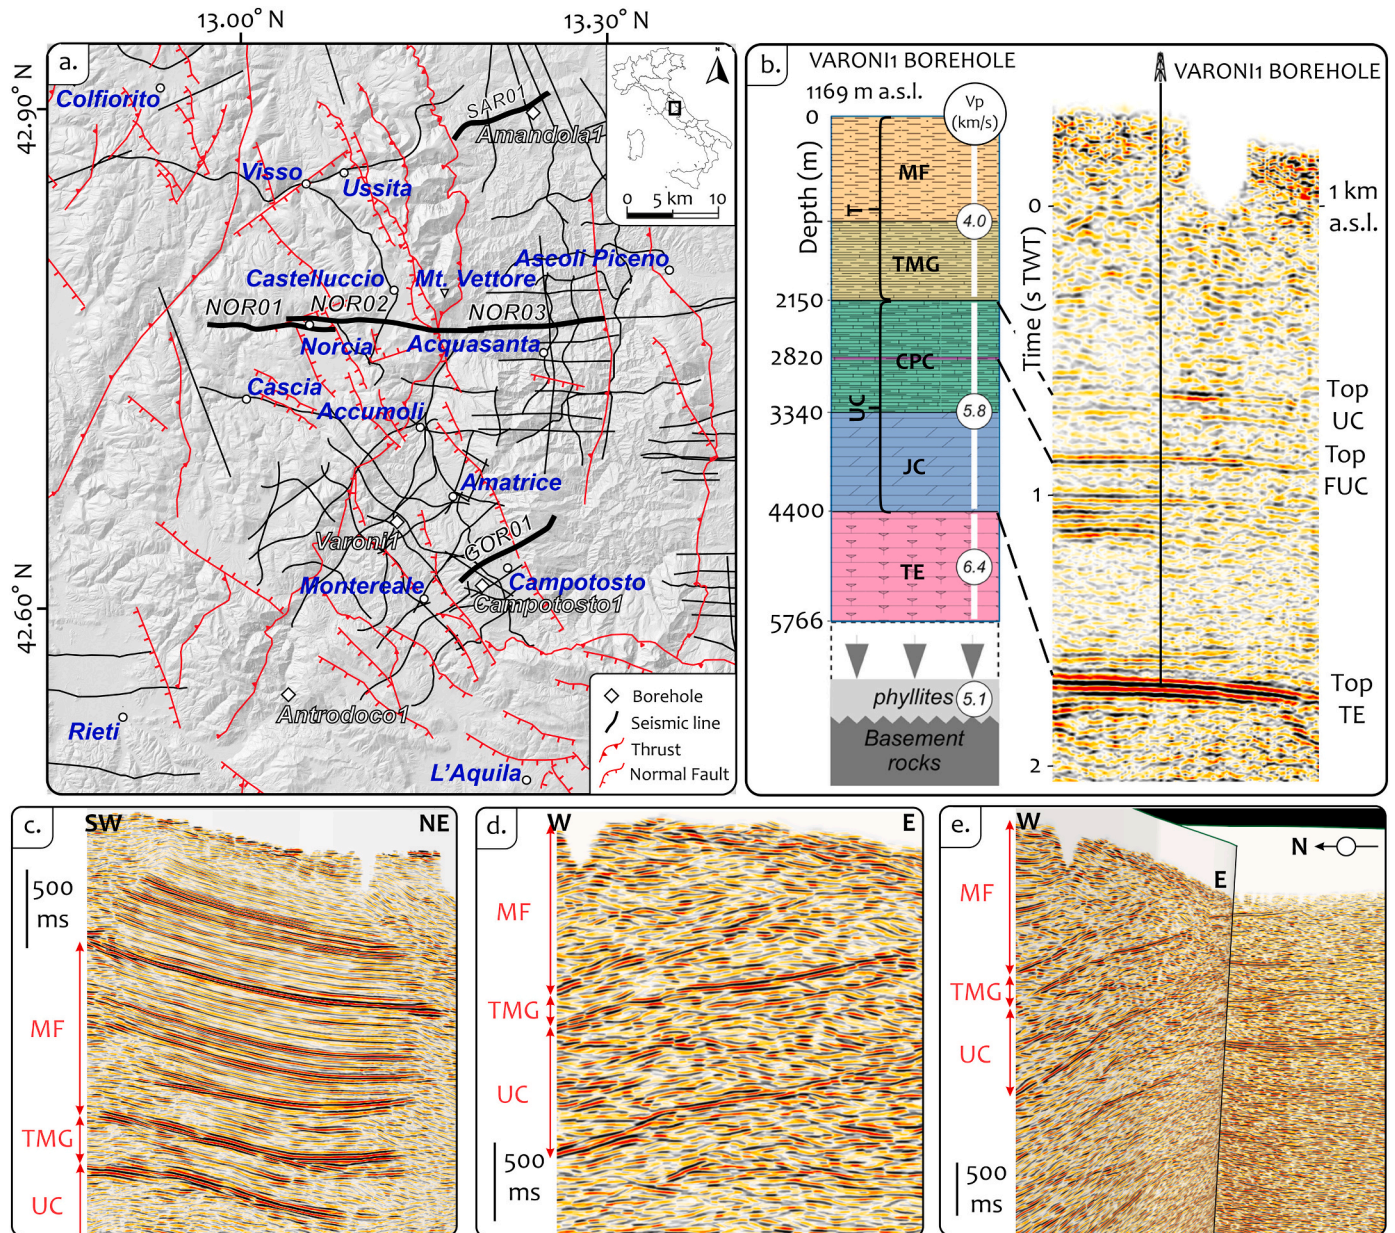 13.00° N
13.30° N
42.90° N
42.60° N
a.
N
N
Colfiorito
SAR01
Amandola1
Visso
Ussita
0 5 km 10
Castelluccio
Mt. Vettore
Ascoli Piceno
NOR01
NOR02
NOR03
Norcia
Acquasanta
Cascia
Accumoli
Amatrice
Varoni1
GOR01
Montereale
Campotosto
Campotosto1
Antrodoco1
Rieti
L'Aquila
Borehole
Seismic line
Thrust
Normal Fault
b.
VARONI1 BOREHOLE
1169 m a.s.l.
Vp
(km/s)
Depth (m)
0
2150
2820
3340
4400
5766
MF
T
TMG
CPC
UC
JC
TE
4.0
5.8
6.4
5.1
phyllites
Basement
rocks
VARONI1 BOREHOLE
Time (s TWT)
0
1
2
1 km
a.s.l.
Top
UC
Top
FUC
Top
TE
c.
SW
NE
500
ms
MF
TMG
UC
d.
W
E
MF
TMG
UC
500
ms
e.
W
E
N
MF
TMG
UC
500
ms